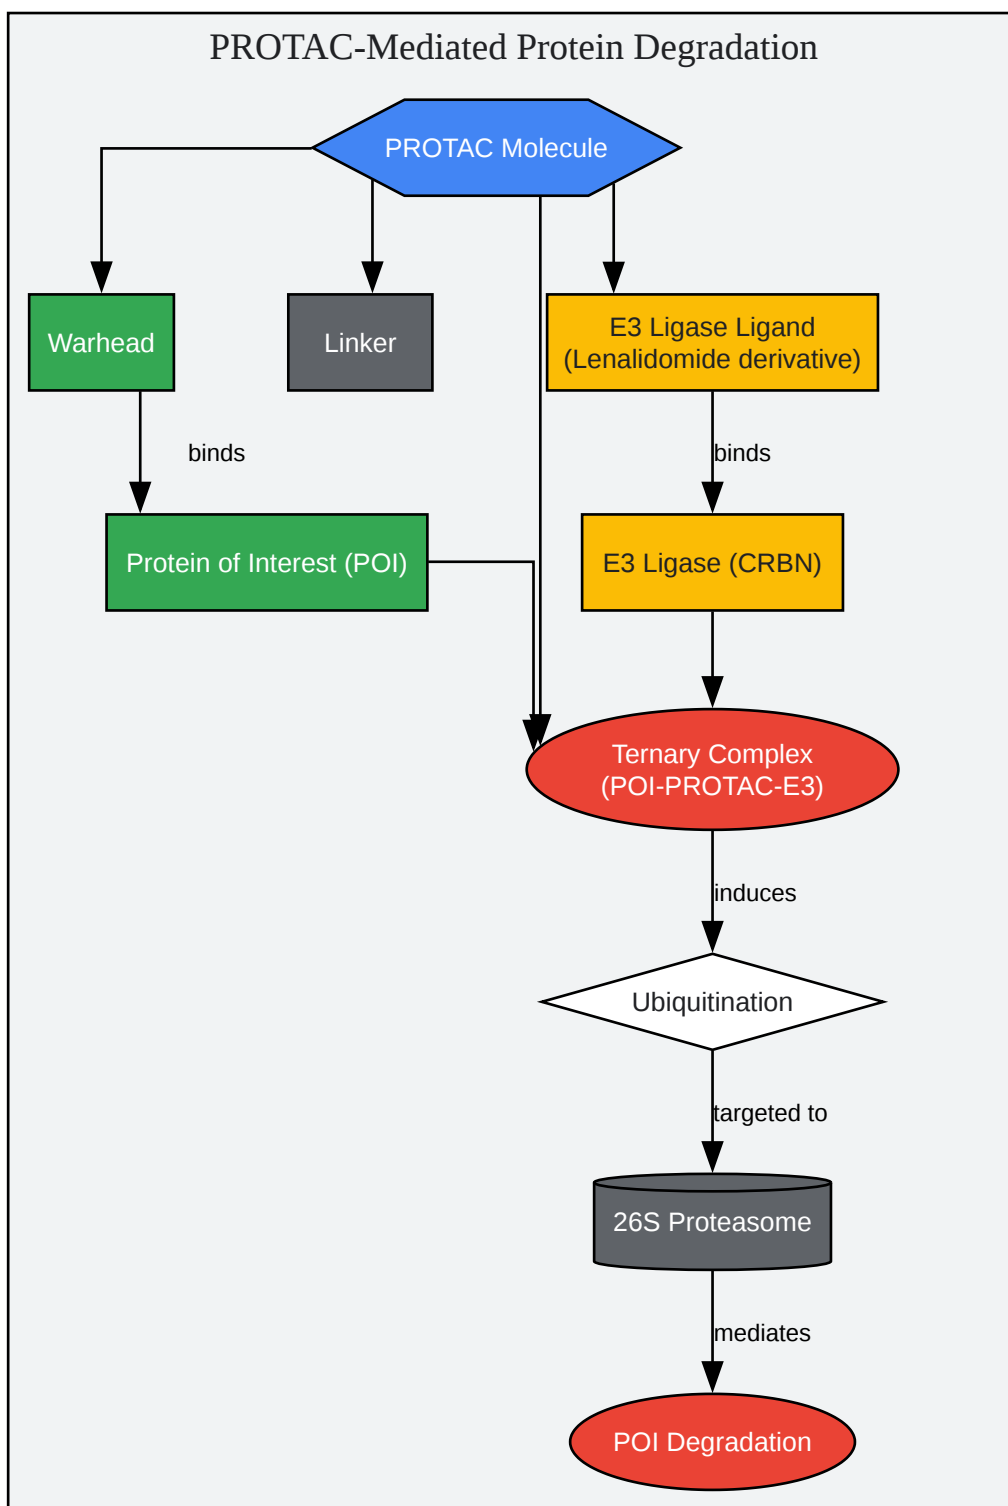 PROTAC-Mediated Protein Degradation
PROTAC Molecule
Warhead
Linker
E3 Ligase Ligand
(Lenalidomide derivative)
binds
binds
Protein of Interest (POI)
E3 Ligase (CRBN)
Ternary Complex
(POI-PROTAC-E3)
induces
Ubiquitination
targeted to
26S Proteasome
mediates
POI Degradation